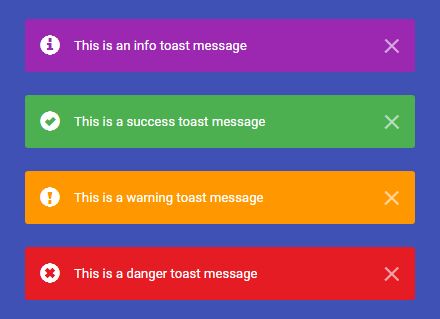 This is an info toast message
This is a success toast message
This is a warning toast message
This is a danger toast message